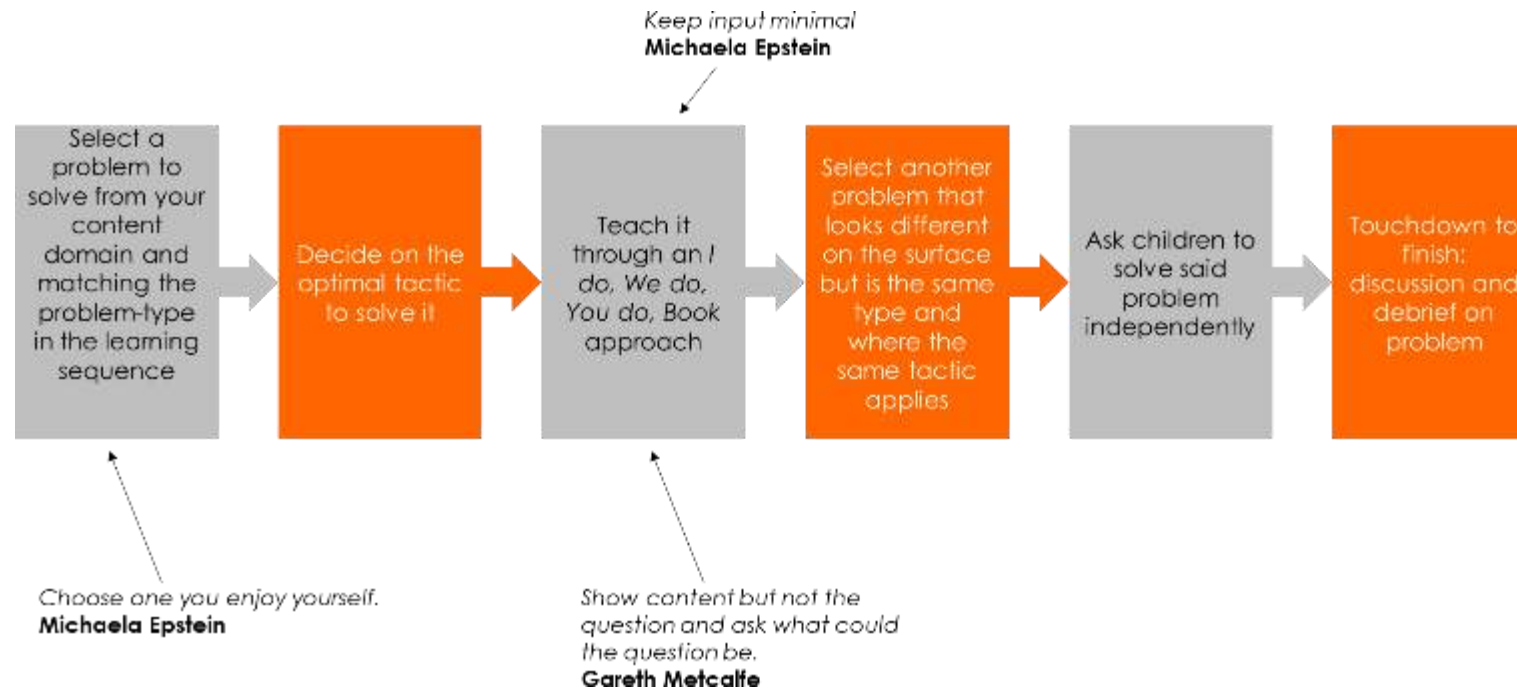 Keep input minimal
Michaela Epstein
Select a
problem to
solve from your
content
domain and
matching the
problem-type
in the learning
sequence
Decide on the
optimal tactic
to solve it
Teach it
through an I
do, We do,
You do, Book
approach
Select another
problem that
looks different
on the surface
but is the same
type and
where the
same tactic
applies
Ask children to
solve said
problem
independently
Touchdown to
finish:
discussion and
debrief on
problem
Choose one you enjoy yourself.
Michaela Epstein
Show content but not the
question and ask what could
the question be.
Gareth Metcalfe